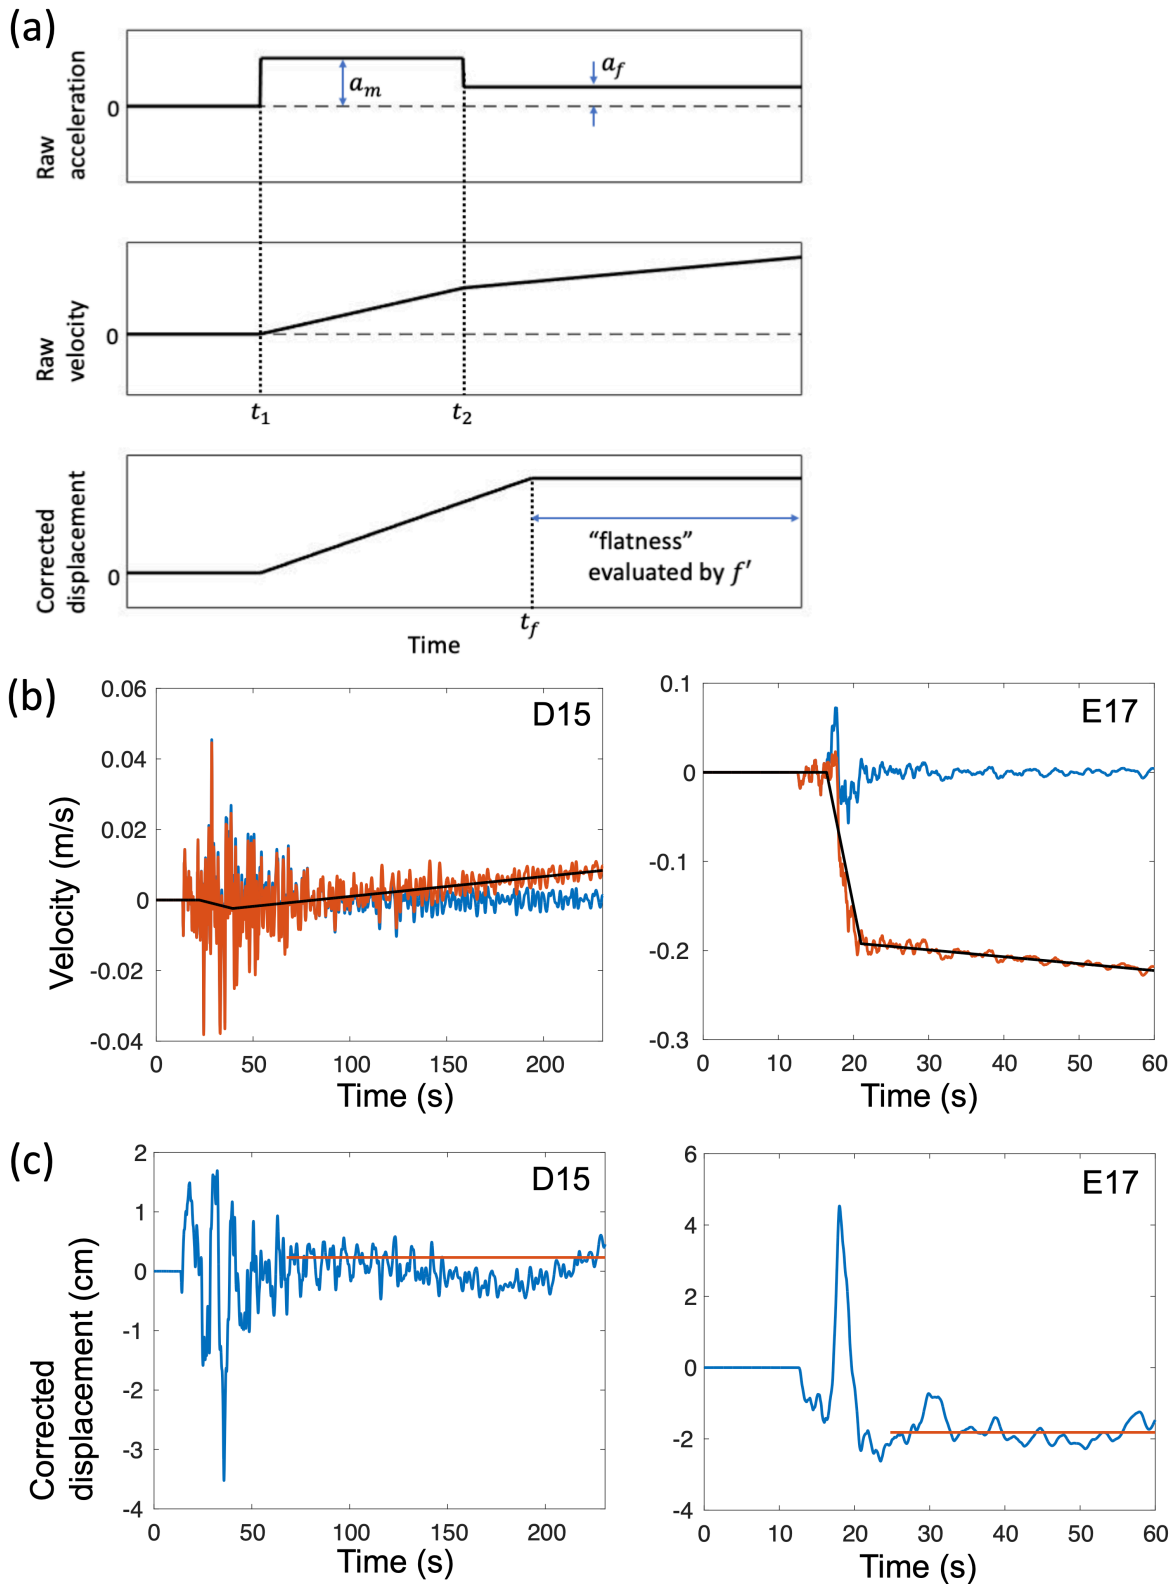 (a)
Raw
acceleration
0
a_m
a_f
Raw
velocity
0
t_1
t_2
Corrected
displacement
0
"flatness"
evaluated by f′
t_f
Time
(b)
Velocity (m/s)
0.06
0.04
0.02
0
-0.02
-0.04
D15
0 50 100 150 200
Time (s)
0.1
0
-0.1
-0.2
-0.3
E17
0 10 20 30 40 50 60
Time (s)
(c)
Corrected
displacement (cm)
2
1
0
-1
-2
-3
-4
D15
0 50 100 150 200
Time (s)
6
4
2
0
-2
-4
E17
0 10 20 30 40 50 60
Time (s)